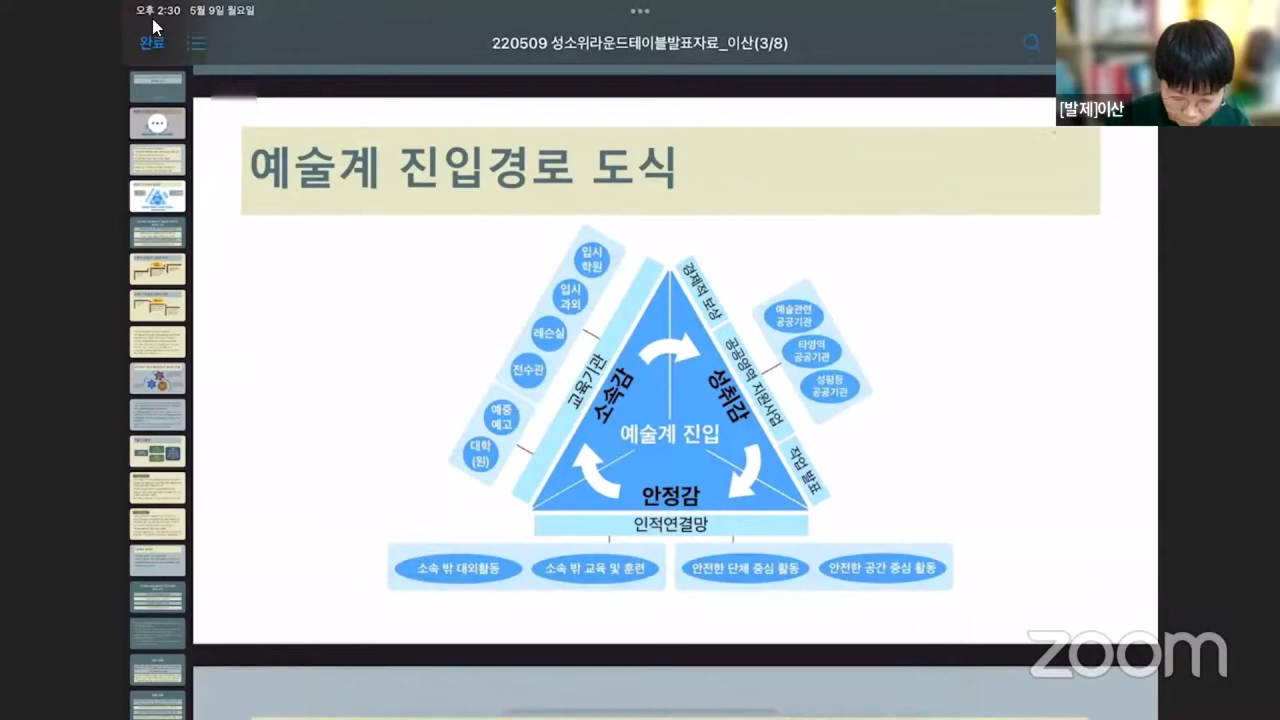 오후 2:30 5월 9일 월요일
완료
220509 성소위라운드테이블발표자료_이산(3/8)
[발제]이산
예술계 진입경로 도식
입시
학원
입시
과외
레슨실
전수관
예중
예고
대학
(원)
교육기관
소속감
경제적 보상
공공영역 지원사업
작업 발표
성취감
예술관련
공공기관
타영역
공공기관
성평등
공공기관
예술계 진입
안정감
인적연결망
소속 밖 대외활동
소속 밖 교육 및 훈련
안전한 단체 중심 활동
안전한 공간 중심 활동
zoom